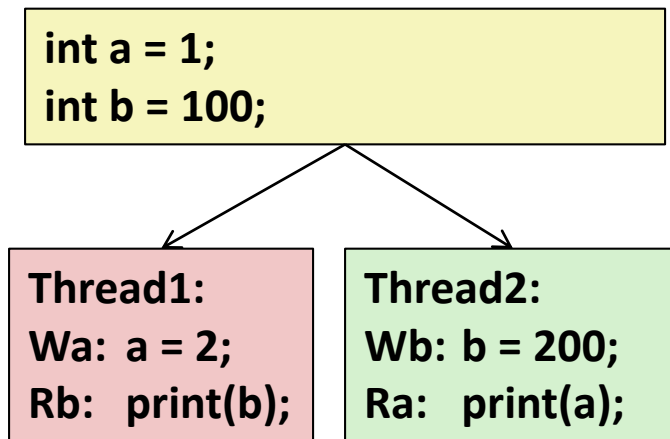 int a = 1;
int b = 100;
Thread1:
Wa: a = 2;
Rb: print(b);
Thread2:
Wb: b = 200;
Ra: print(a);